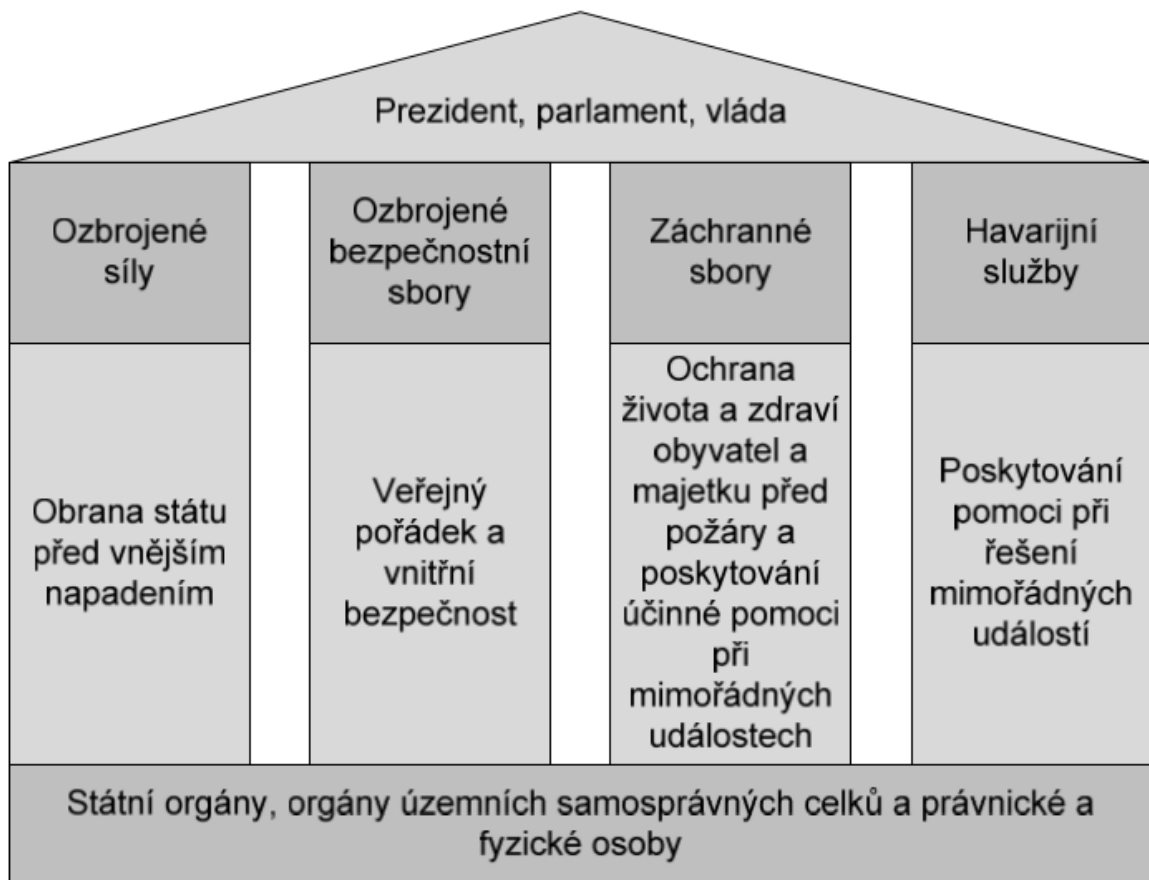 Prezident, parlament, vláda
Ozbrojené
síly
Ozbrojené
bezpečnostní
sbory
Záchranné
sbory
Havarijní
služby
Obrana státu
před vnějším
napadením
Veřejný
pořádek a
vnitřní
bezpečnost
Ochrana
života a zdraví
obyvatel a
majetku před
požáry a
poskytování
účinné pomoci
při
mimořádných
událostech
Poskytování
pomoci při
řešení
mimořádných
událostí
Státní orgány, orgány územních samosprávných celků a právnické a
fyzické osoby